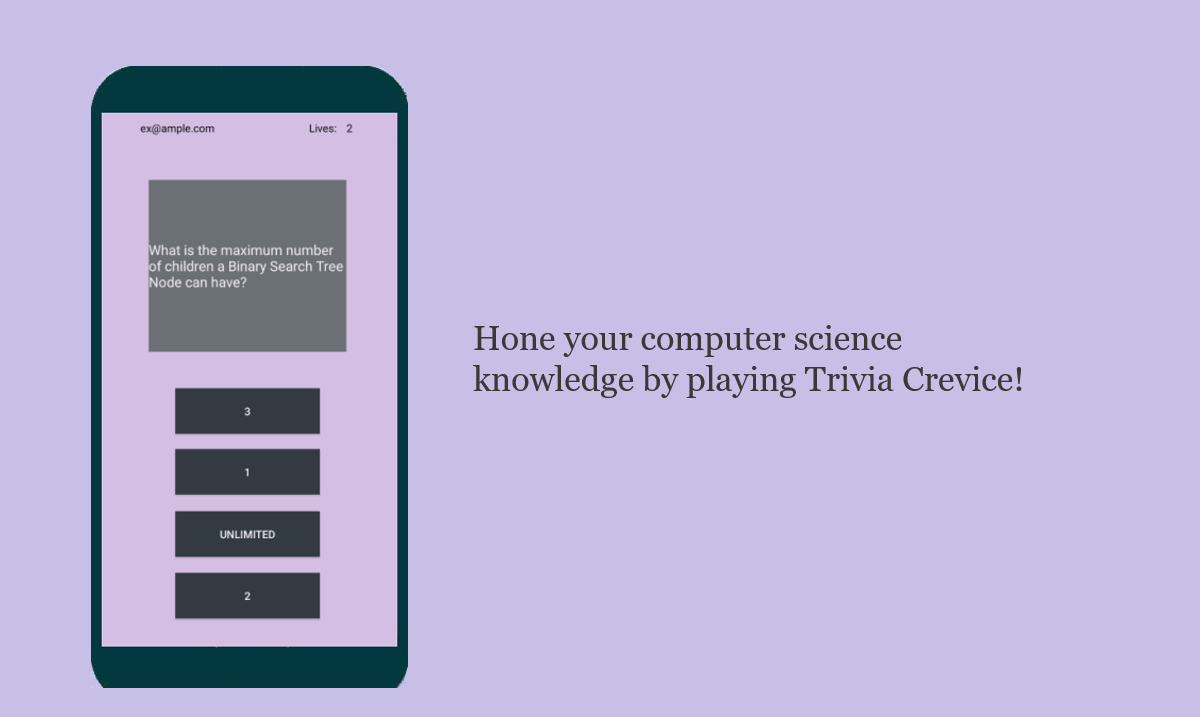 ex@ample.com Lives: 2
What is the maximum number
of children a Binary Search Tree
Node can have?
3
1
UNLIMITED
2
Hone your computer science
knowledge by playing Trivia Crevice!